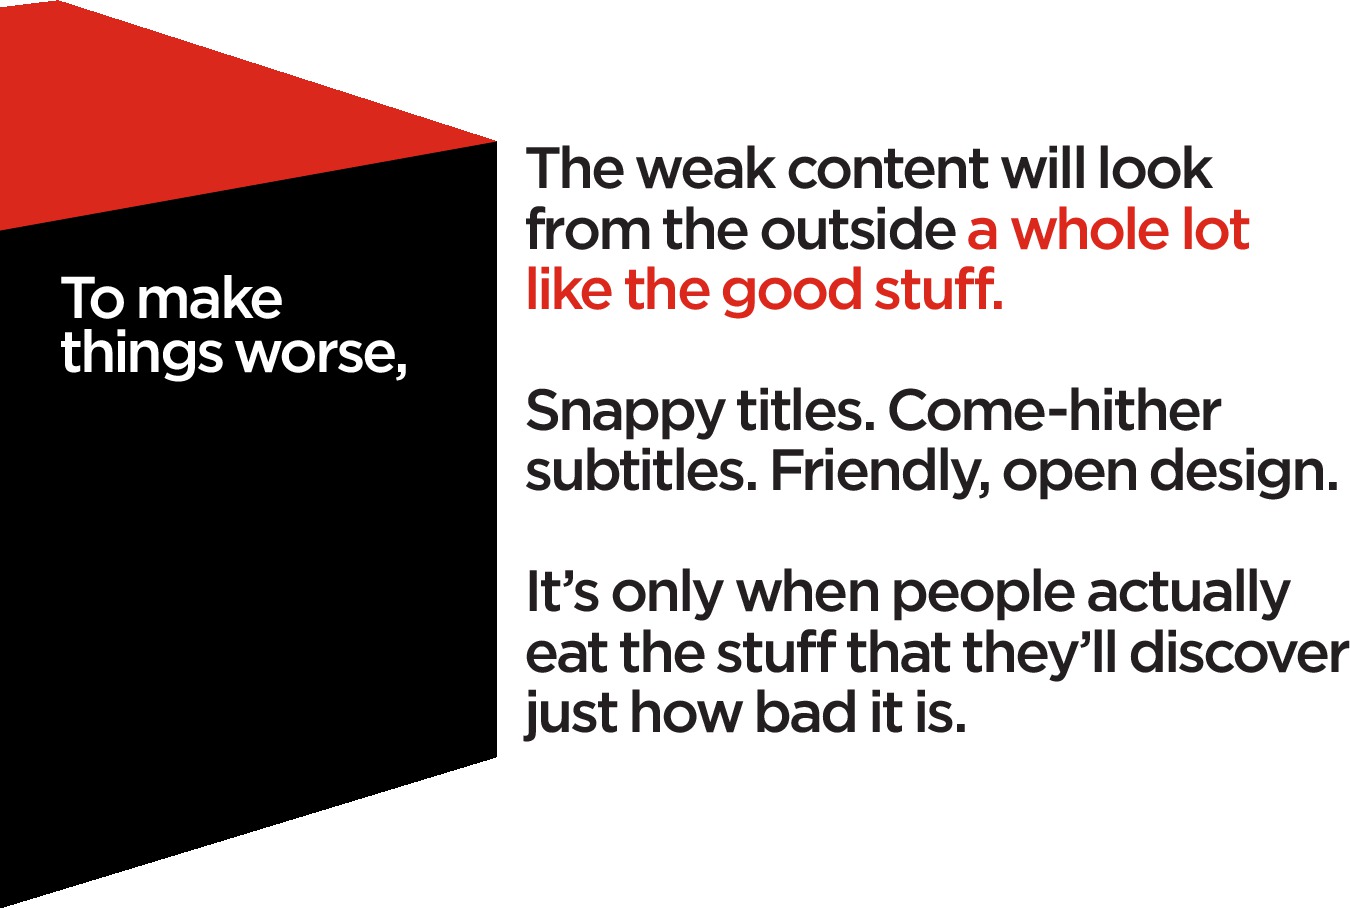 To make
things worse,
The weak content will look
from the outside a whole lot
like the good stuff.
Snappy titles. Come-hither
subtitles. Friendly, open design.
It’s only when people actually
eat the stuff that they’ll discover
just how bad it is.